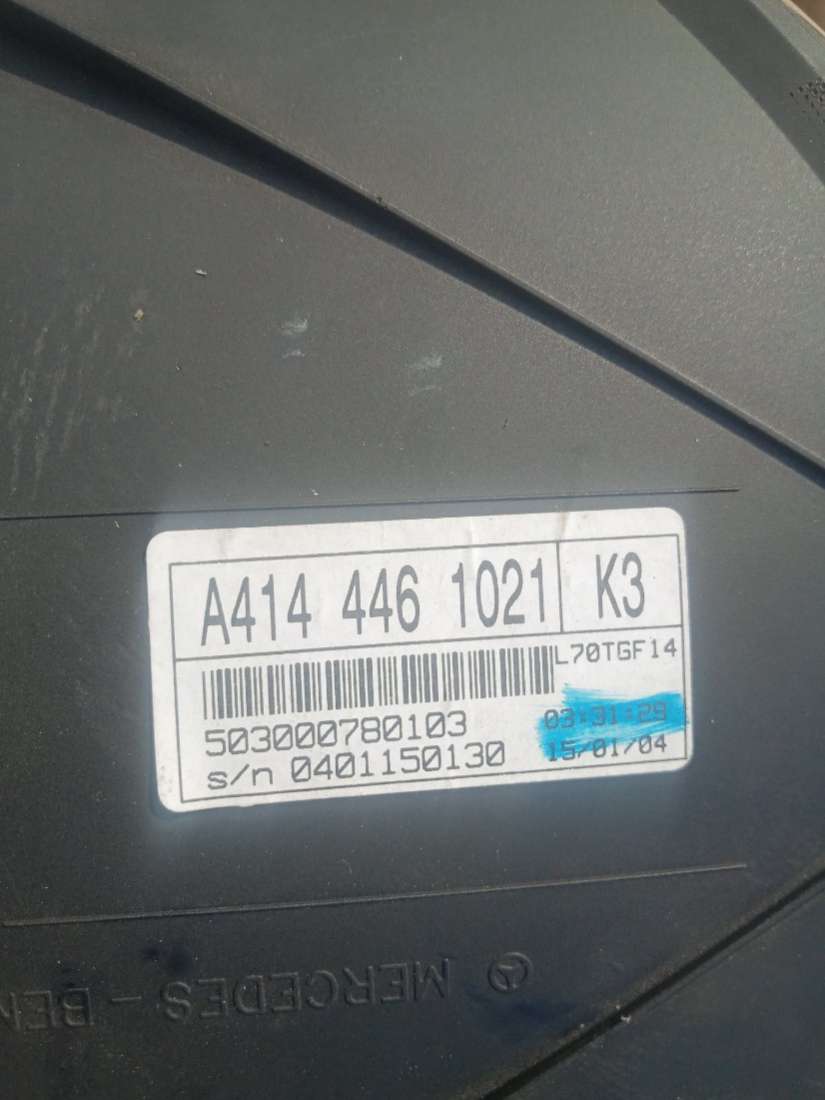 A414 446 1021 K3
L70TGF14
503000780103 03:31:29
s/n 0401150130 15/01/04
MERCEDES - BEN